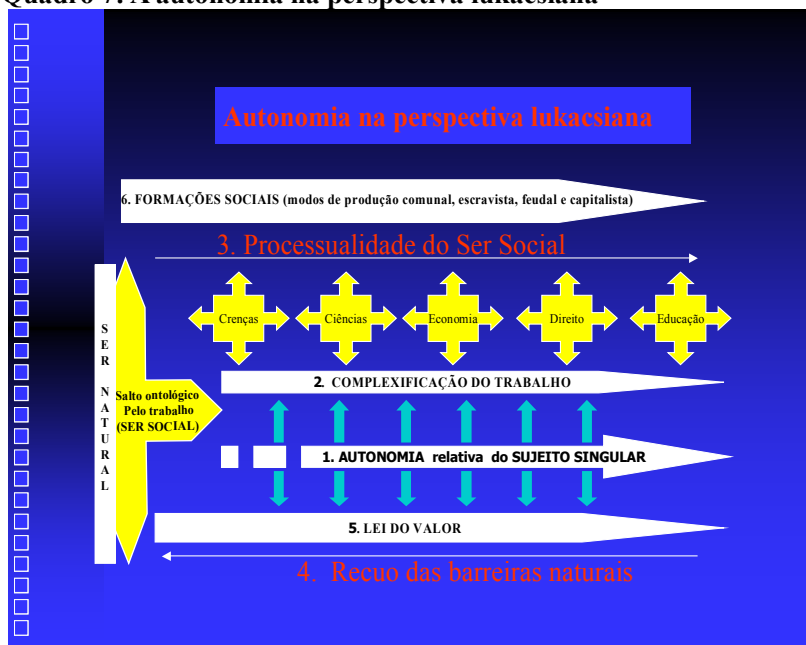 Quadro 7. A autonomia na perspectiva lukacsiana
Autonomia na perspectiva lukacsiana
6. FORMAÇÕES SOCIAIS (modos de produção comunal, escravista, feudal e capitalista)
3. Processualidade do Ser Social
Crenças
Ciências
Economia
Direito
Educação
S
E
R
N
A
T
U
R
A
L
Salto ontológico
Pelo trabalho
(SER SOCIAL)
2. COMPLEXIFICAÇÃO DO TRABALHO
1. AUTONOMIA relativa do SUJEITO SINGULAR
5. LEI DO VALOR
4. Recuo das barreiras naturais